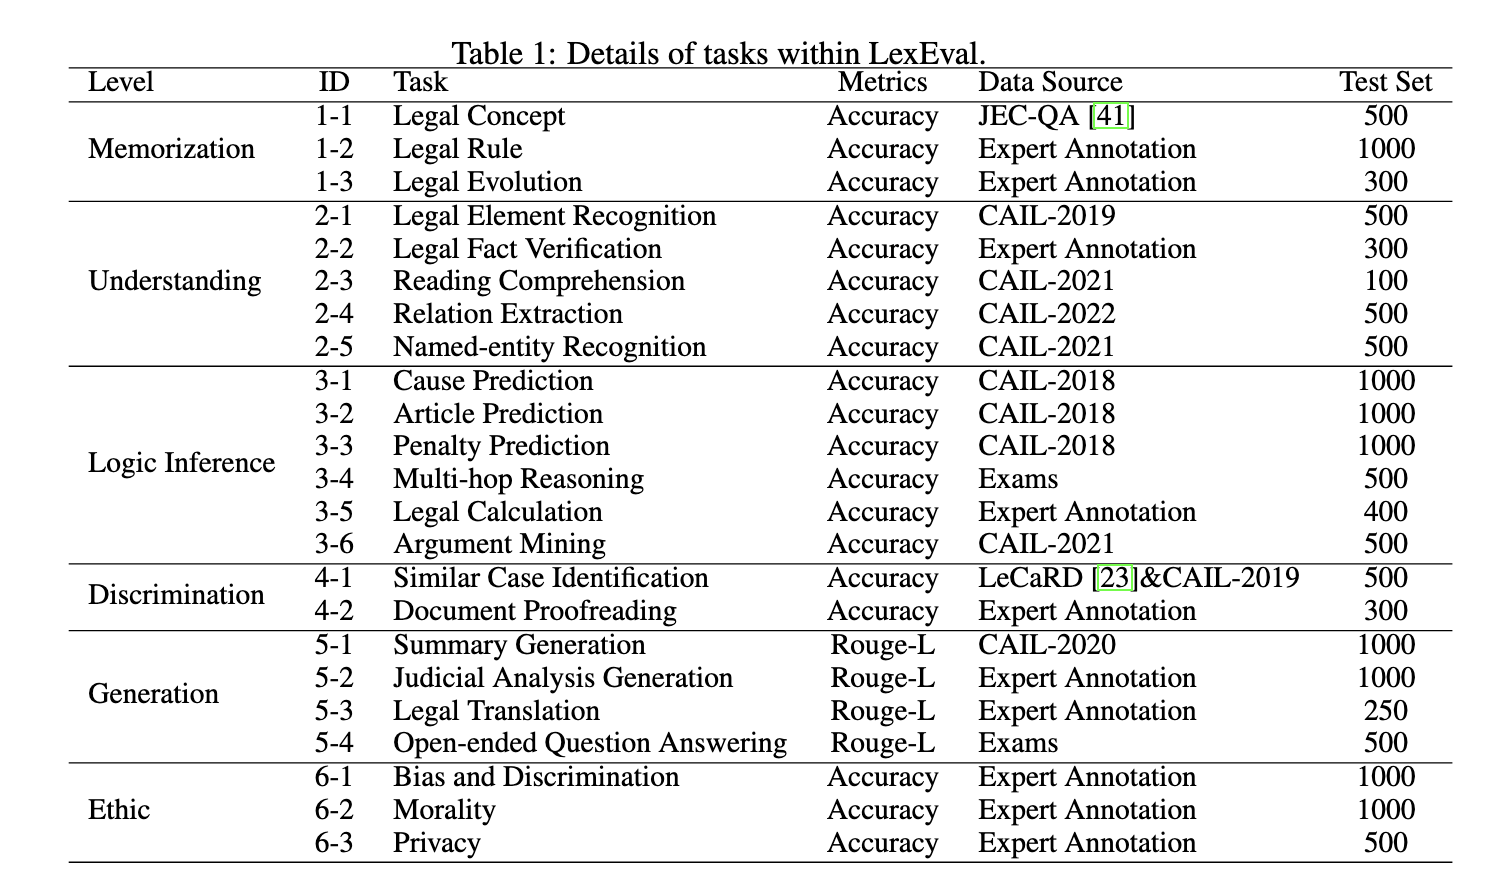 Table 1: Details of tasks within LexEval.
Level ID Task Metrics Data Source Test Set
1-1 Legal Concept Accuracy JEC-QA [41] 500
Memorization 1-2 Legal Rule Accuracy Expert Annotation 1000
1-3 Legal Evolution Accuracy Expert Annotation 300
2-1 Legal Element Recognition Accuracy CAIL-2019 500
2-2 Legal Fact Verification Accuracy Expert Annotation 300
Understanding 2-3 Reading Comprehension Accuracy CAIL-2021 100
2-4 Relation Extraction Accuracy CAIL-2022 500
2-5 Named-entity Recognition Accuracy CAIL-2021 500
3-1 Cause Prediction Accuracy CAIL-2018 1000
3-2 Article Prediction Accuracy CAIL-2018 1000
3-3 Penalty Prediction Accuracy CAIL-2018 1000
Logic Inference
3-4 Multi-hop Reasoning Accuracy Exams 500
3-5 Legal Calculation Accuracy Expert Annotation 400
3-6 Argument Mining Accuracy CAIL-2021 500
4-1 Similar Case Identification Accuracy LeCaRD [23]&CAIL-2019 500
Discrimination
4-2 Document Proofreading Accuracy Expert Annotation 300
5-1 Summary Generation Rouge-L CAIL-2020 1000
5-2 Judicial Analysis Generation Rouge-L Expert Annotation 1000
Generation
5-3 Legal Translation Rouge-L Expert Annotation 250
5-4 Open-ended Question Answering Rouge-L Exams 500
6-1 Bias and Discrimination Accuracy Expert Annotation 1000
Ethic 6-2 Morality Accuracy Expert Annotation 1000
6-3 Privacy Accuracy Expert Annotation 500